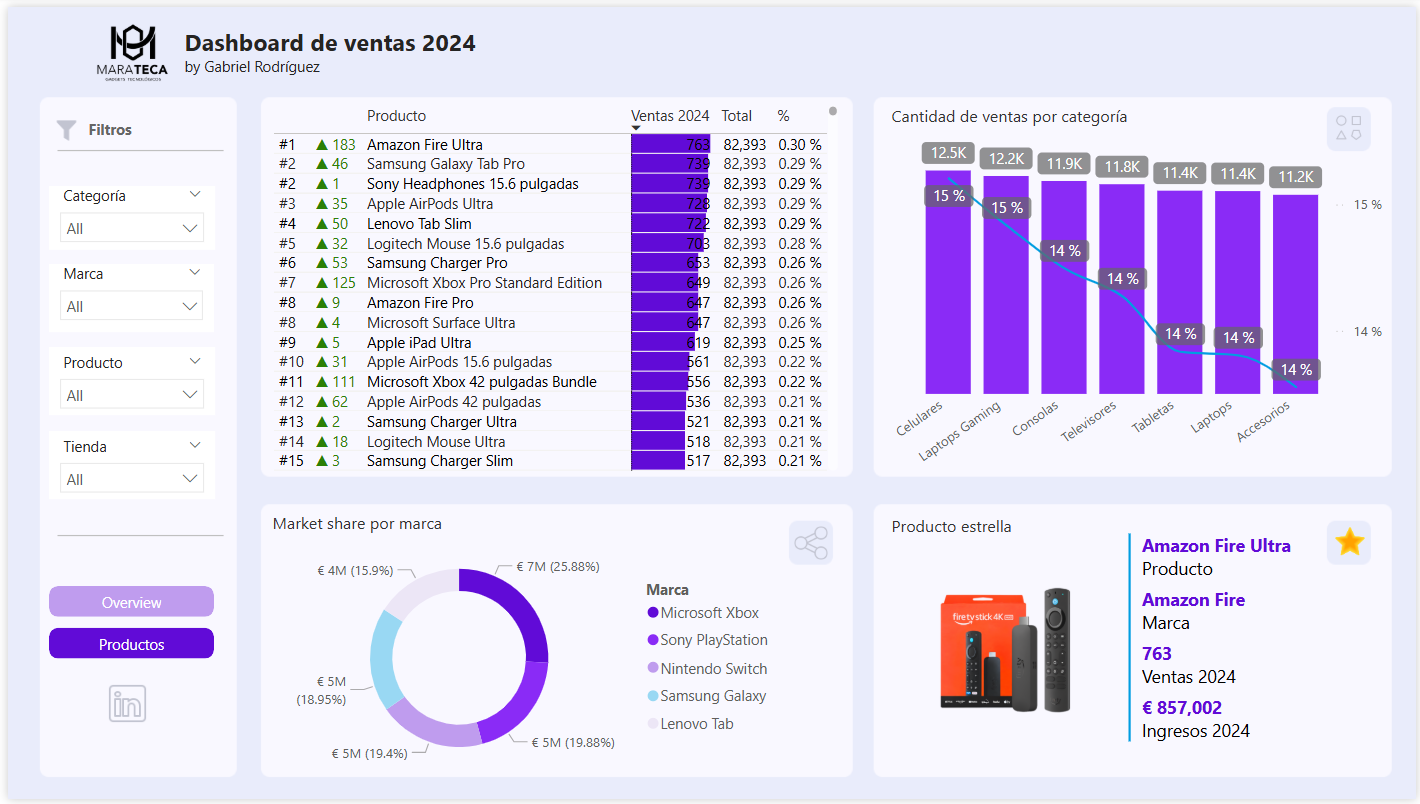 MARATECA
GADGETS TECNOLÓGICOS
Dashboard de ventas 2024
by Gabriel Rodríguez
Filtros
Categoría
All
Marca
All
Producto
All
Tienda
All
Overview
Productos
in
Producto Ventas 2024 Total %
#1 ▲ 183 Amazon Fire Ultra 763 82,393 0.30 %
#2 ▲ 46 Samsung Galaxy Tab Pro 739 82,393 0.29 %
#2 ▲ 1 Sony Headphones 15.6 pulgadas 739 82,393 0.29 %
#3 ▲ 35 Apple AirPods Ultra 728 82,393 0.29 %
#4 ▲ 50 Lenovo Tab Slim 722 82,393 0.29 %
#5 ▲ 32 Logitech Mouse 15.6 pulgadas 703 82,393 0.28 %
#6 ▲ 53 Samsung Charger Pro 653 82,393 0.26 %
#7 ▲ 125 Microsoft Xbox Pro Standard Edition 649 82,393 0.26 %
#8 ▲ 9 Amazon Fire Pro 647 82,393 0.26 %
#8 ▲ 4 Microsoft Surface Ultra 647 82,393 0.26 %
#9 ▲ 5 Apple iPad Ultra 619 82,393 0.25 %
#10 ▲ 31 Apple AirPods 15.6 pulgadas 561 82,393 0.22 %
#11 ▲ 111 Microsoft Xbox 42 pulgadas Bundle 556 82,393 0.22 %
#12 ▲ 62 Apple AirPods 42 pulgadas 536 82,393 0.21 %
#13 ▲ 2 Samsung Charger Ultra 521 82,393 0.21 %
#14 ▲ 18 Logitech Mouse Ultra 518 82,393 0.21 %
#15 ▲ 3 Samsung Charger Slim 517 82,393 0.21 %
Cantidad de ventas por categoría
12.5K 12.2K 11.9K 11.8K 11.4K 11.4K 11.2K
15 % 15 % 14 % 14 % 14 % 14 % 14 %
15 %
14 %
Celulares
Laptops Gaming
Consolas
Televisores
Tabletas
Laptops
Accesorios
Market share por marca
€ 7M (25.88%)
€ 5M (19.88%)
€ 5M (19.4%)
€ 5M
(18.95%)
€ 4M (15.9%)
Marca
Microsoft Xbox
Sony PlayStation
Nintendo Switch
Samsung Galaxy
Lenovo Tab
Producto estrella
fire tv stick 4K
Amazon Fire Ultra
Producto
Amazon Fire
Marca
763
Ventas 2024
€ 857,002
Ingresos 2024